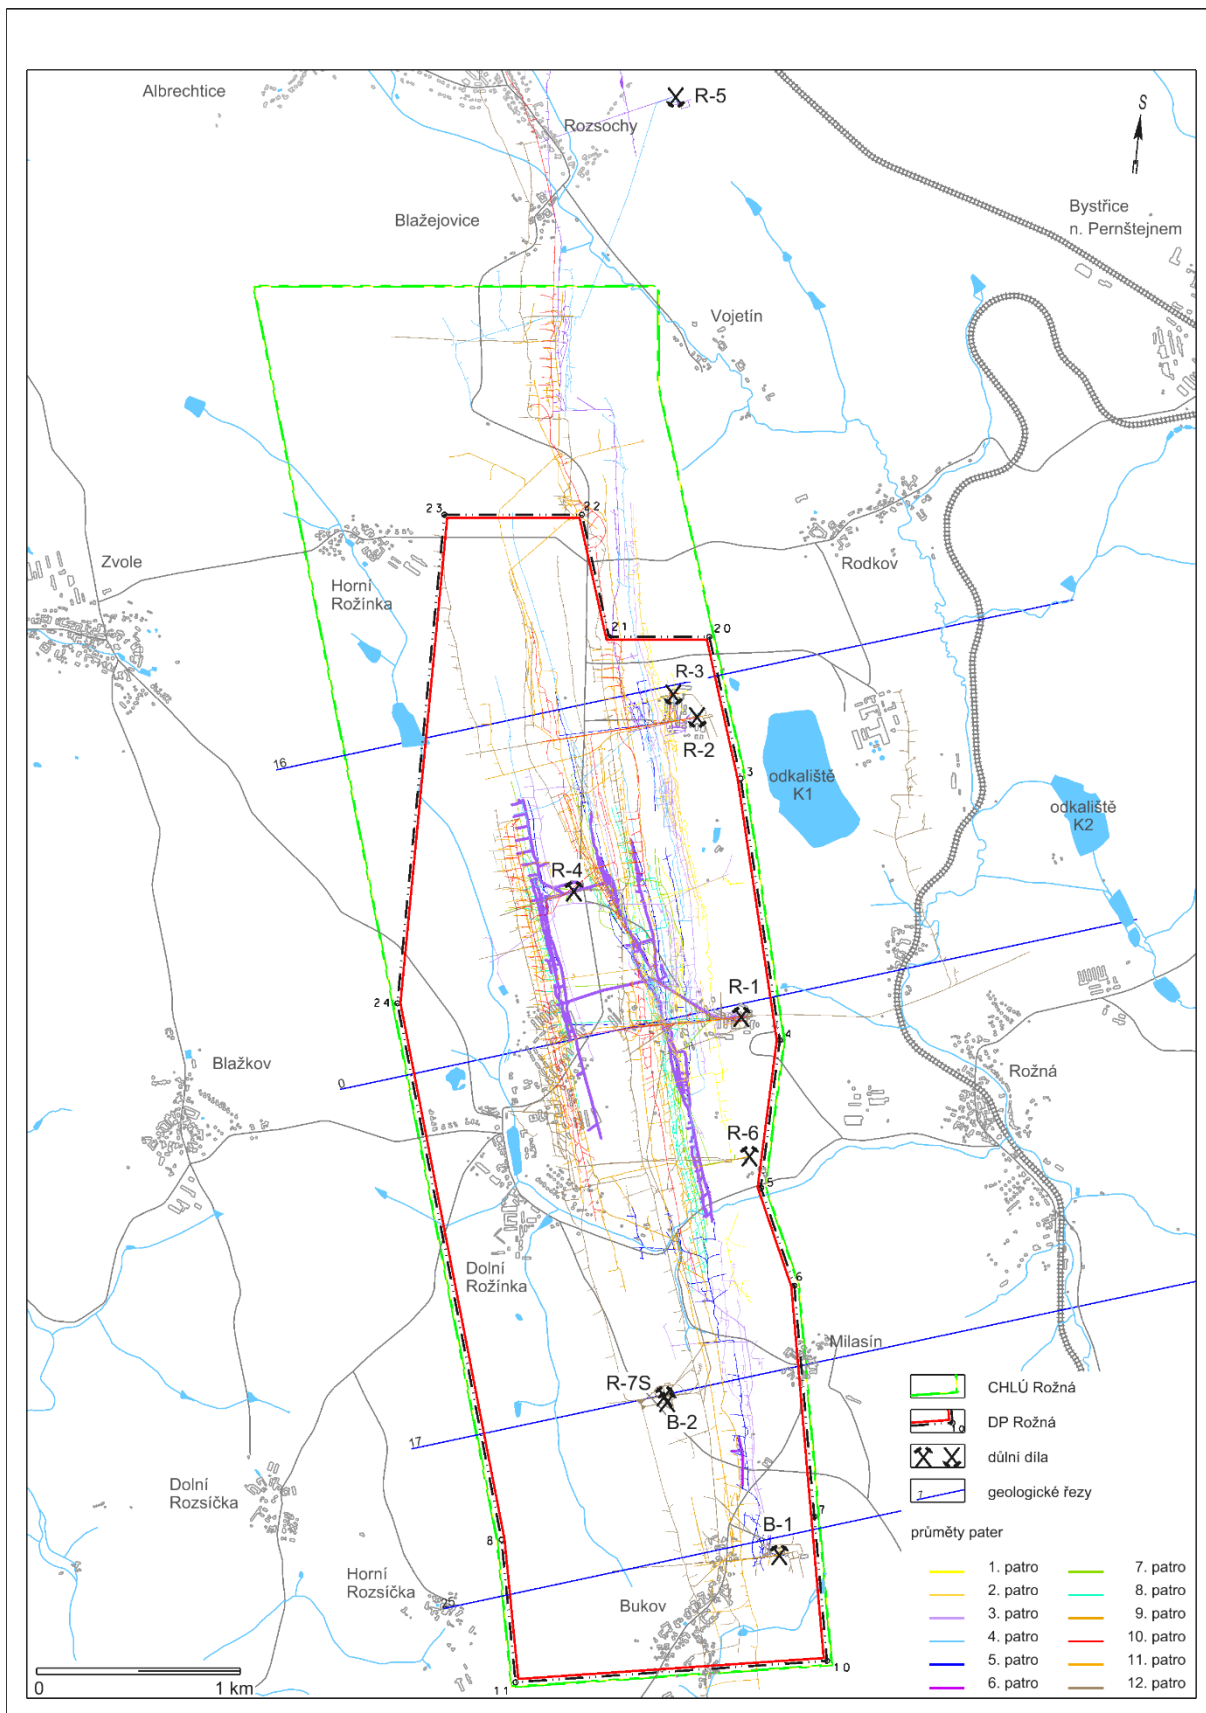 Albrechtice
R-5
Rozsochy
S
Blažejovice
Bystřice
n. Pernštejnem
Vojetín
23
22
Zvole
Horní
Rožínka
Rodkov
21
20
R-3
R-2
16
3
odkaliště
K1
odkaliště
K2
R-4
24
R-1
4
0
Blažkov
Rožná
R-6
5
Dolní
Rožínka
6
Milasín
R-7S
B-2
17
CHLÚ Rožná
DP Rožná
důlní díla
7
geologické řezy
Dolní
Rozsíčka
7
B-1
8
průměty pater
Horní
Rozsíčka
25
Bukov
1. patro
2. patro
3. patro
4. patro
5. patro
6. patro
7. patro
8. patro
9. patro
10. patro
11. patro
12. patro
10
11
0
1 km